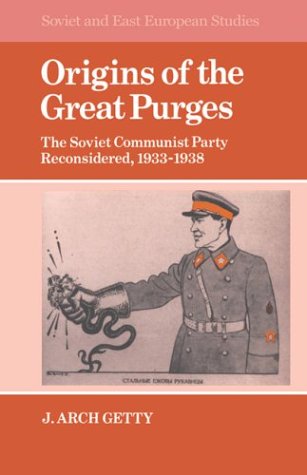 Soviet and East European Studies
Origins of the
Great Purges
The Soviet Communist Party
Reconsidered, 1933-1938
СТАЛЬНЫЕ ЕЖОВЫ РУКАВИЦЫ
J. ARCH GETTY